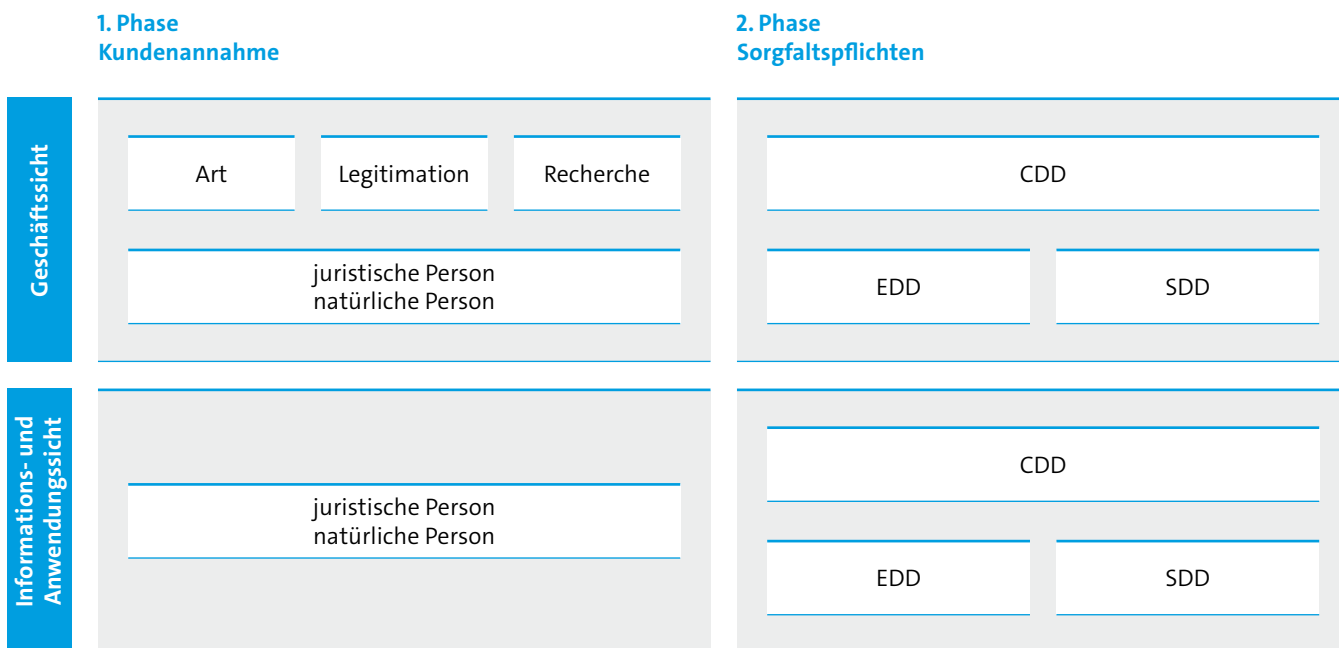 1. Phase
Kundenannahme
2. Phase
Sorgfaltspflichten
Geschäftssicht
Art
Legitimation
Recherche
juristische Person
natürliche Person
CDD
EDD
SDD
Informations- und
Anwendungssicht
juristische Person
natürliche Person
CDD
EDD
SDD